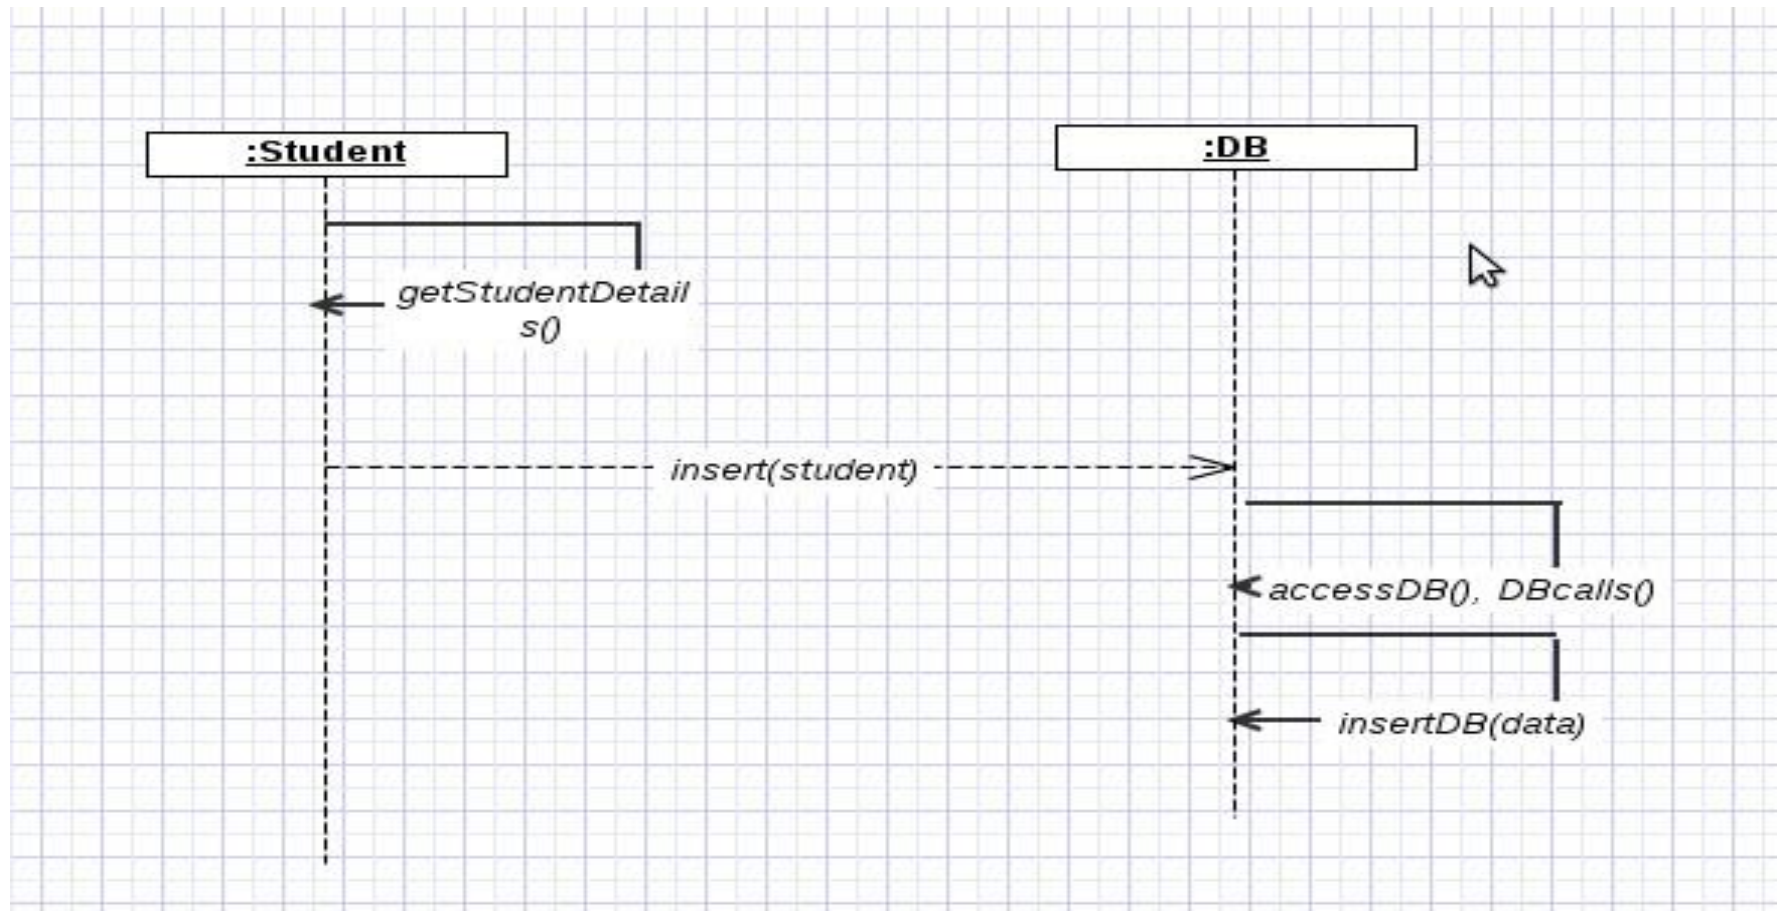 :Student
:DB
getStudentDetail
s()
insert(student)
accessDB(), DBcalls()
insertDB(data)